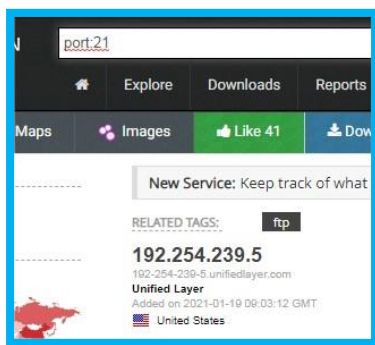 port:21
Explore Downloads Reports
Maps Images Like 41
New Service: Keep track of what
RELATED TAGS: ftp
192.254.239.5
192-254-239-5.unifiedlayer.com
Unified Layer
Added on 2021-01-19 09:03:12 GMT
United States